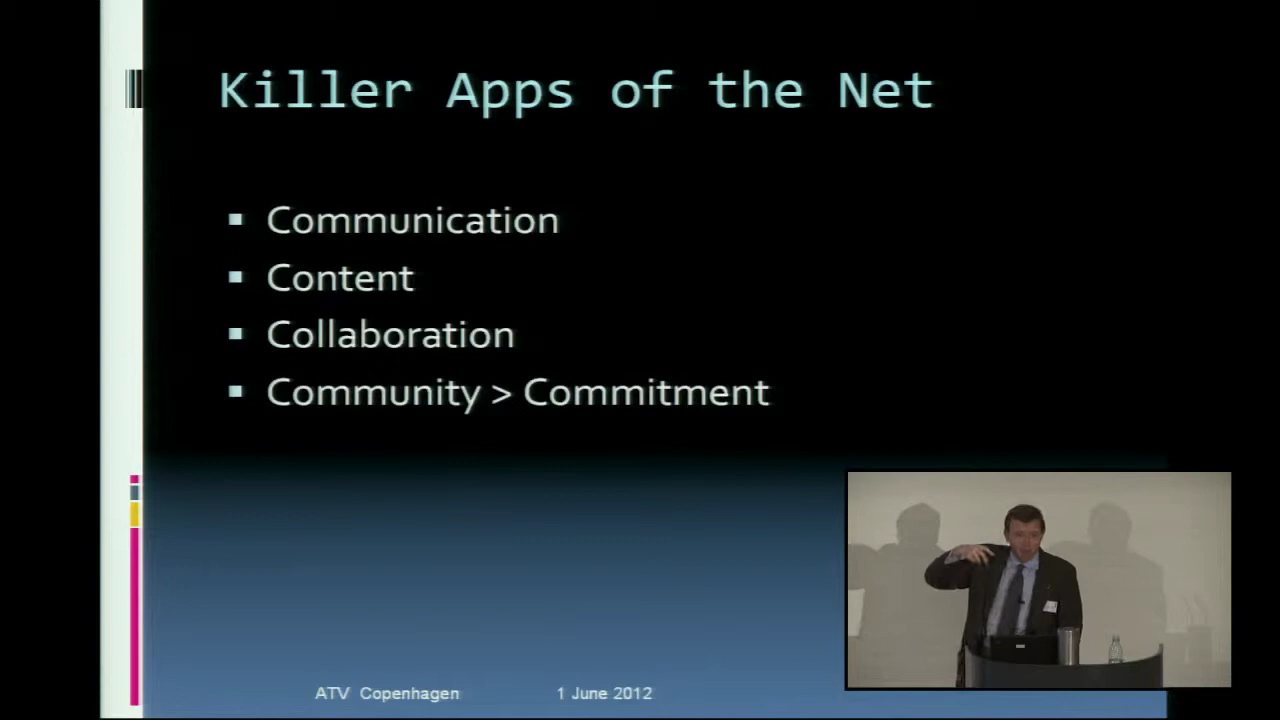 Killer Apps of the Net
Communication
Content
Collaboration
Community > Commitment
ATV Copenhagen 1 June 2012